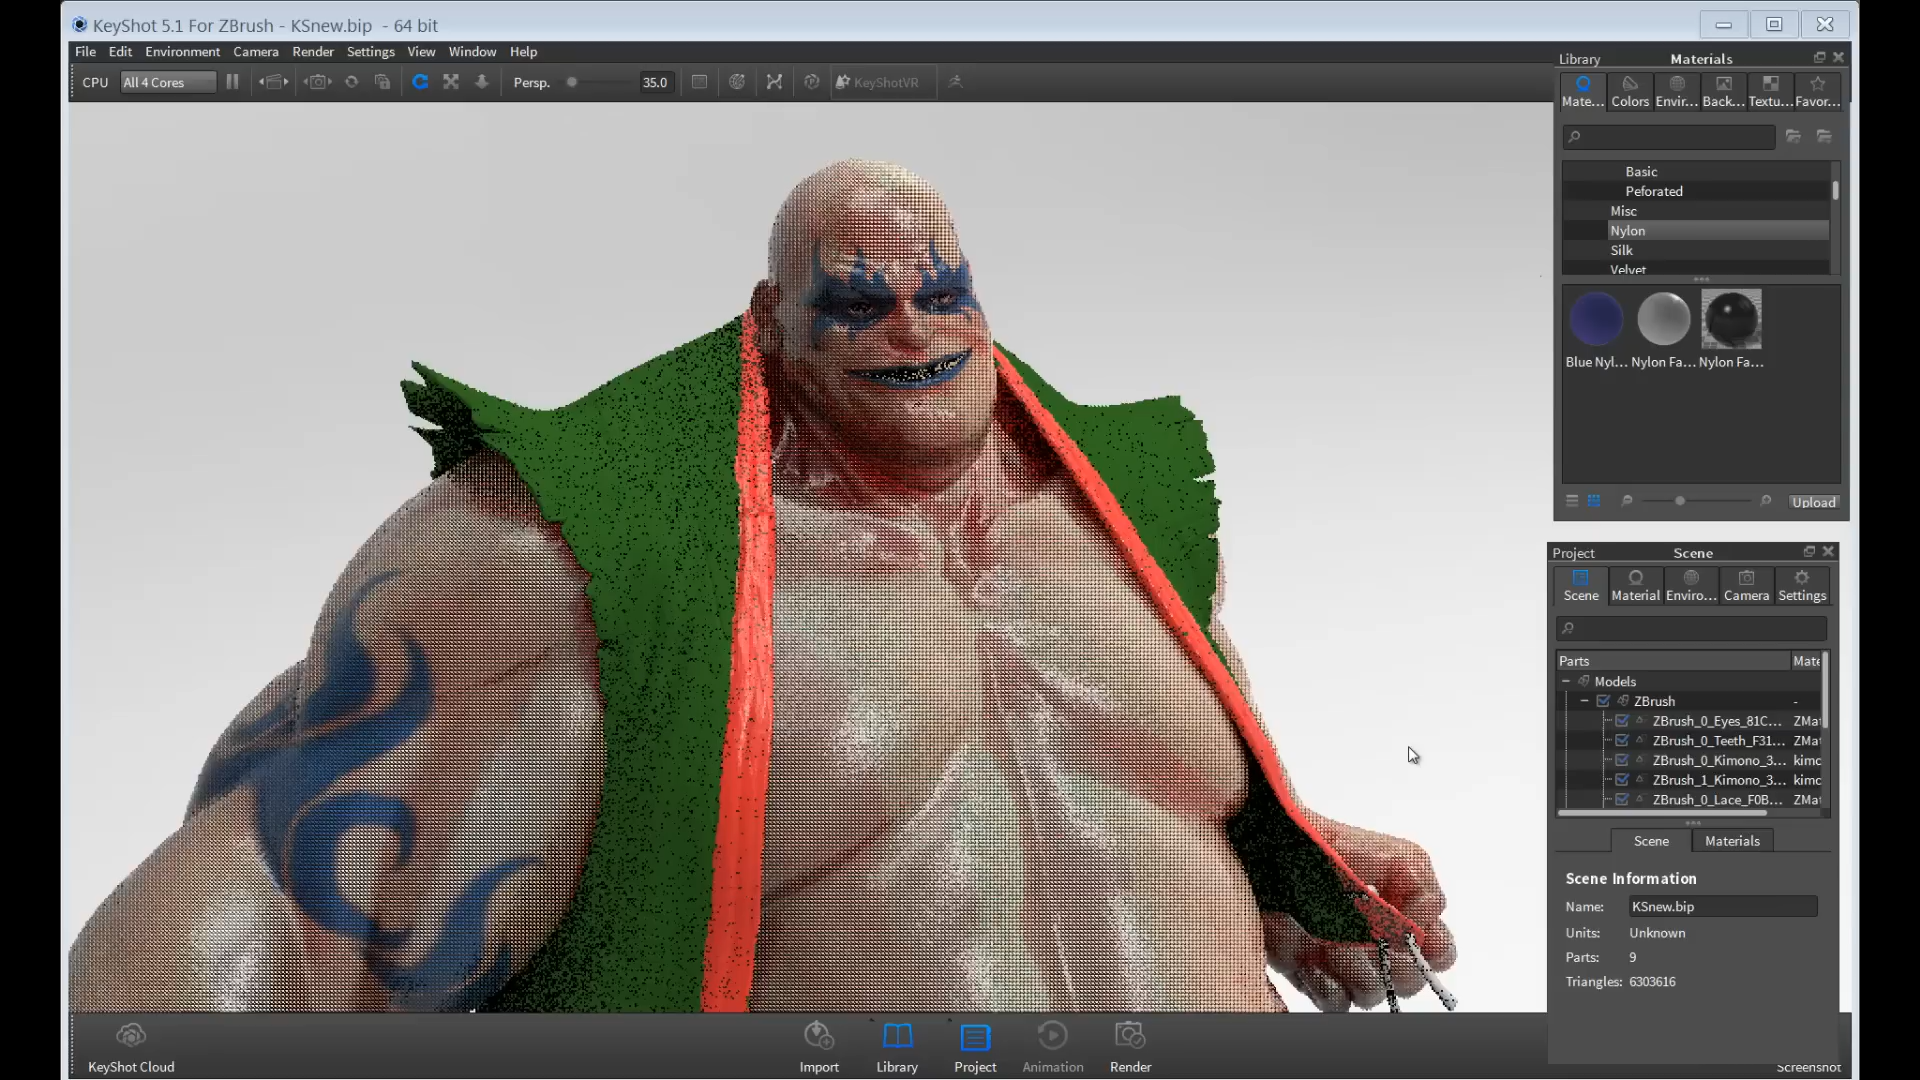 KeyShot 5.1 For ZBrush - KSnew.bip - 64 bit
File Edit Environment Camera Render Settings View Window Help
CPU All 4 Cores Persp. 35.0 KeyShotVR
Library Materials
Mate... Colors Envir... Back... Textu... Favor...
Basic
Peforated
Misc
Nylon
Silk
Velvet
Blue Nyl... Nylon Fa... Nylon Fa...
Upload
Project Scene
Scene Material Enviro... Camera Settings
Parts Mate
Models
ZBrush -
ZBrush_0_Eyes_81C... ZMat
ZBrush_0_Teeth_F31... ZMat
ZBrush_0_Kimono_3... kimo
ZBrush_1_Kimono_3... kimo
ZBrush_0_Lace_F0B... ZMat
Scene Materials
Scene Information
Name: KSnew.bip
Units: Unknown
Parts: 9
Triangles: 6303616
KeyShot Cloud Import Library Project Animation Render Screenshot